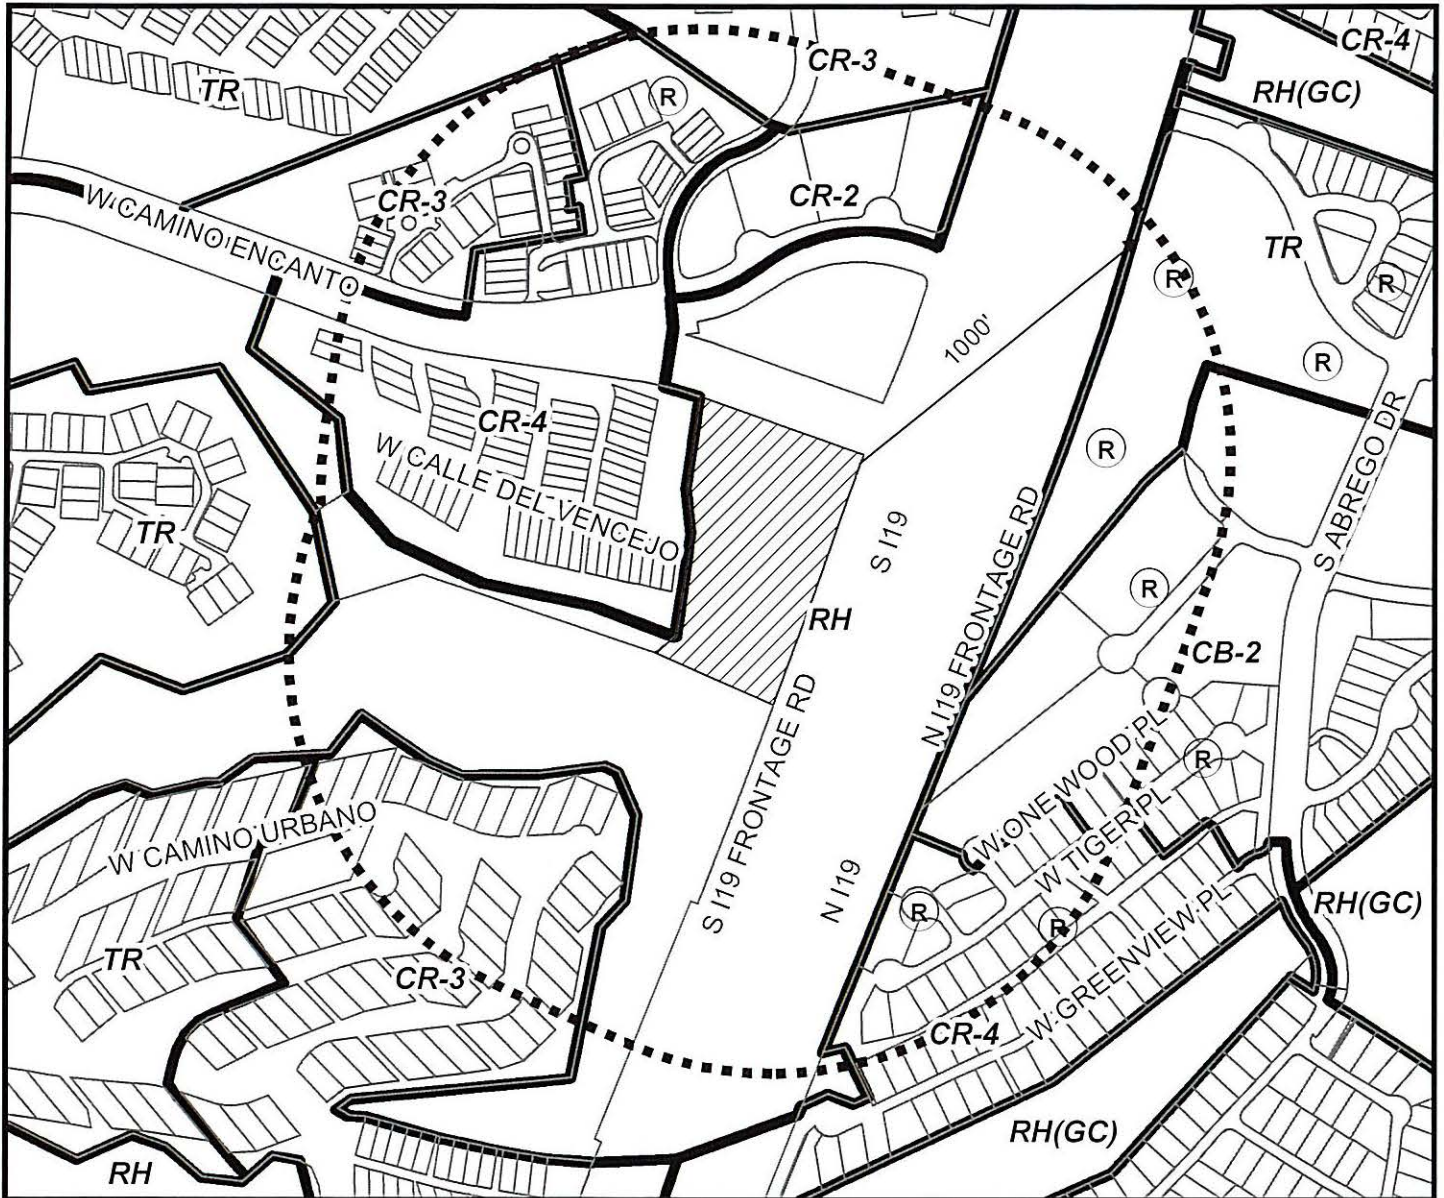 CR-3
CR-4
RH(GC)
TR
R
CR-3
CR-2
W CAMINO ENCANTO
TR
R
R
1000'
R
CR-4
R
W CALLE DEL VENCEJO
S ABREGO DR
TR
S I19
N I19 FRONTAGE RD
R
RH
CB-2
S I19 FRONTAGE RD
R
W ONE WOOD PL
W CAMINO URBANO
W TIGER PL
N I19
R
R
RH(GC)
W GREENVIEW PL
TR
CR-3
CR-4
RH(GC)
RH